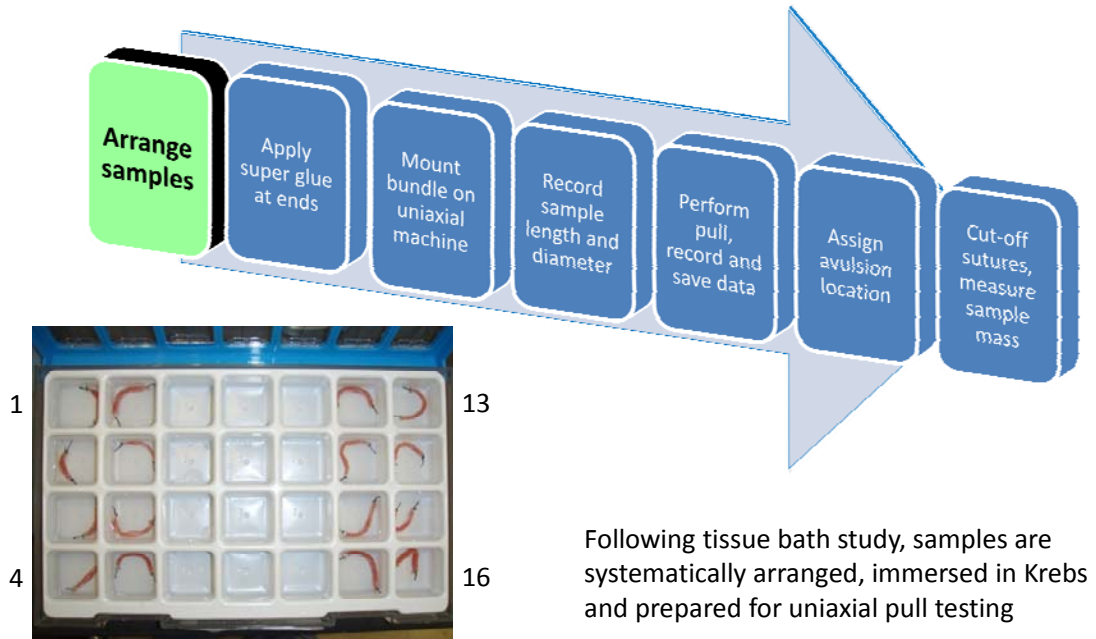 Arrange
samples
Apply
super glue
at ends
Mount
bundle on
uniaxial
machine
Record
sample
length and
diameter
Perform
pull,
record and
save data
Assign
avulsion
location
Cut-off
sutures,
measure
sample
mass
1
13
4
16
Following tissue bath study, samples are
systematically arranged, immersed in Krebs
and prepared for uniaxial pull testing